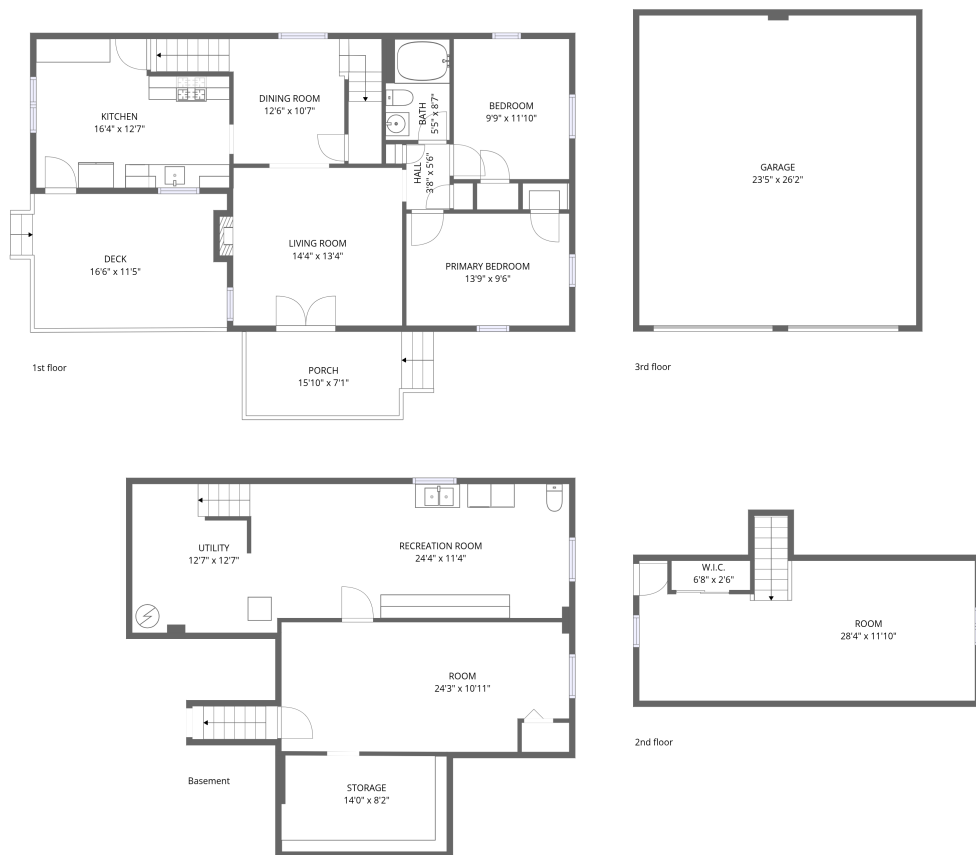 KITCHEN
16'4" x 12'7"
DINING ROOM
12'6" x 10'7"
BATH
5'5" x 8'7"
BEDROOM
9'9" x 11'10"
HALL
3'8" x 5'6"
DECK
16'6" x 11'5"
LIVING ROOM
14'4" x 13'4"
PRIMARY BEDROOM
13'9" x 9'6"
PORCH
15'10" x 7'1"
1st floor
GARAGE
23'5" x 26'2"
3rd floor
UTILITY
12'7" x 12'7"
RECREATION ROOM
24'4" x 11'4"
ROOM
24'3" x 10'11"
STORAGE
14'0" x 8'2"
Basement
W.I.C.
6'8" x 2'6"
ROOM
28'4" x 11'10"
2nd floor